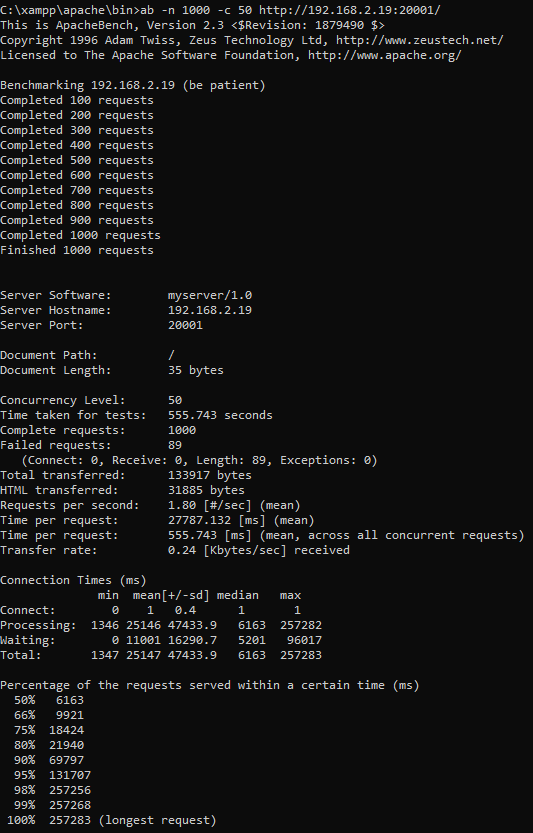 C:\xampp\apache\bin>ab -n 1000 -c 50 http://192.168.2.19:20001/
This is ApacheBench, Version 2.3 <$Revision: 1879490 $>
Copyright 1996 Adam Twiss, Zeus Technology Ltd, http://www.zeustech.net/
Licensed to The Apache Software Foundation, http://www.apache.org/
Benchmarking 192.168.2.19 (be patient)
Completed 100 requests
Completed 200 requests
Completed 300 requests
Completed 400 requests
Completed 500 requests
Completed 600 requests
Completed 700 requests
Completed 800 requests
Completed 900 requests
Completed 1000 requests
Finished 1000 requests
Server Software: myserver/1.0
Server Hostname: 192.168.2.19
Server Port: 20001
Document Path: /
Document Length: 35 bytes
Concurrency Level: 50
Time taken for tests: 555.743 seconds
Complete requests: 1000
Failed requests: 89
(Connect: 0, Receive: 0, Length: 89, Exceptions: 0)
Total transferred: 133917 bytes
HTML transferred: 31885 bytes
Requests per second: 1.80 [#/sec] (mean)
Time per request: 27787.132 [ms] (mean)
Time per request: 555.743 [ms] (mean, across all concurrent requests)
Transfer rate: 0.24 [Kbytes/sec] received
Connection Times (ms)
min mean[+/-sd] median max
Connect: 0 1 0.4 1 1
Processing: 1346 25146 47433.9 6163 257282
Waiting: 0 11001 16290.7 5201 96017
Total: 1347 25147 47433.9 6163 257283
Percentage of the requests served within a certain time (ms)
50% 6163
66% 9921
75% 18424
80% 21940
90% 69797
95% 131707
98% 257256
99% 257268
100% 257283 (longest request)